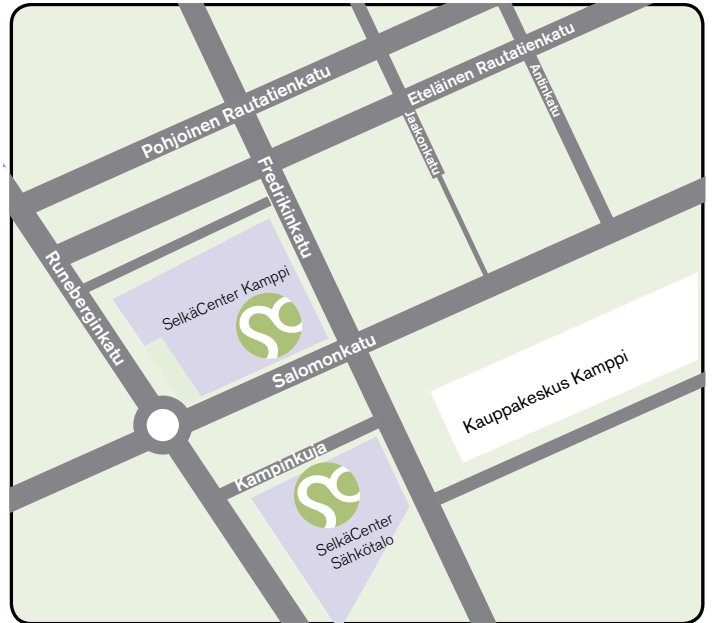 Pohjoinen Rautatienkatu
Eteläinen Rautatienkatu
Antinkatu
Jaakonkatu
Fredrikinkatu
Runeberginkatu
SelkäCenter Kamppi
Salomonkatu
Kauppakeskus Kamppi
Kampinkuja
SelkäCenter
Sähkötalo